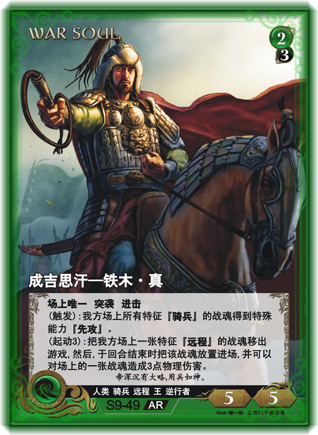 WAR SOUL
2
3
成吉思汗—铁木·真
场上唯一 突袭 进击
(触发):我方场上所有特征『骑兵』的战魂得到特殊
能力『先攻』。
(起动3):把我方场上一张特征『远程』的战魂移出
游戏,然后,于回合结束时把该战魂放置进场,并可以
对场上的一张战魂造成3点物理伤害。
帝深沉有大略,用兵如神。
人类 骑兵 远程 王 逆行者
S9-49 AR
5
5